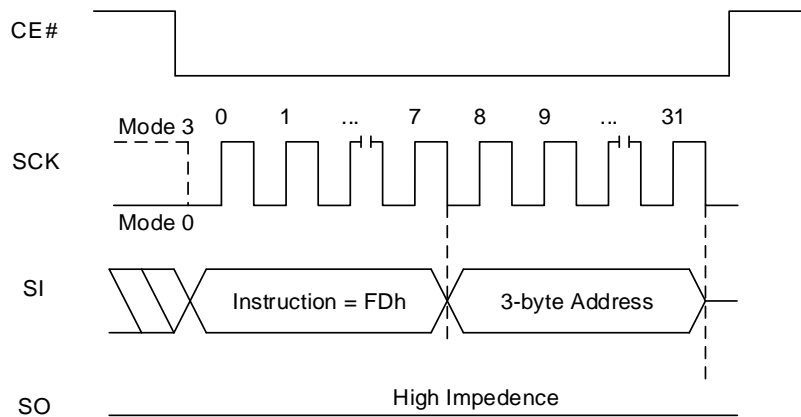 CE#
Mode 3 0 1 ... 7 8 9 ... 31
SCK
Mode 0
SI Instruction = FDh 3-byte Address
SO High Impedence